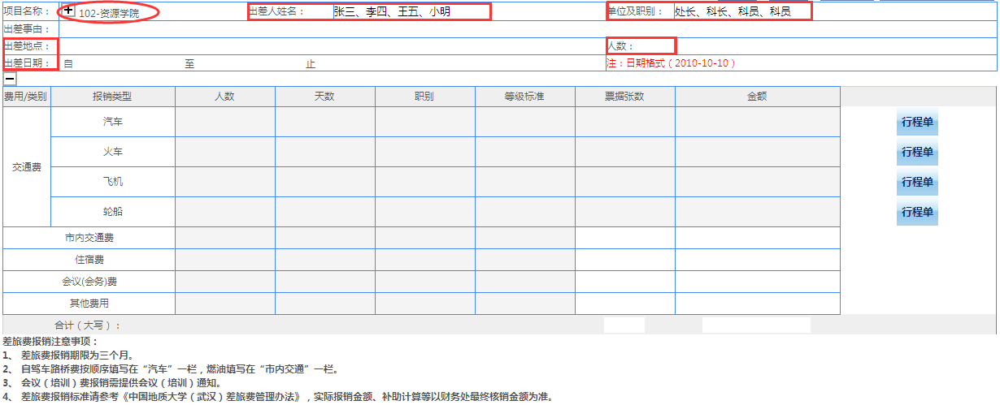 项目名称： 102-资源学院 出差人姓名： 张三、李四、王五、小明 单位及职别： 处长、科长、科员、科员
出差事由：
出差地点： 人数：
出差日期： 自 至 止 注：日期格式（2010-10-10）
费用/类别 报销类型 人数 天数 职别 等级标准 票据张数 金额
汽车 行程单
火车 行程单
交通费
飞机 行程单
轮船 行程单
市内交通费
住宿费
会议(会务)费
其他费用
合计（大写）：
差旅费报销注意事项：
1、 差旅费报销期限为三个月。
2、 自驾车路桥费按顺序填写在“汽车”一栏，燃油填写在“市内交通”一栏。
3、 会议（培训）费报销需提供会议（培训）通知。
4、 差旅费报销标准请参考《中国地质大学（武汉）差旅费管理办法》，实际报销金额、补助计算等以财务处最终核销金额为准。